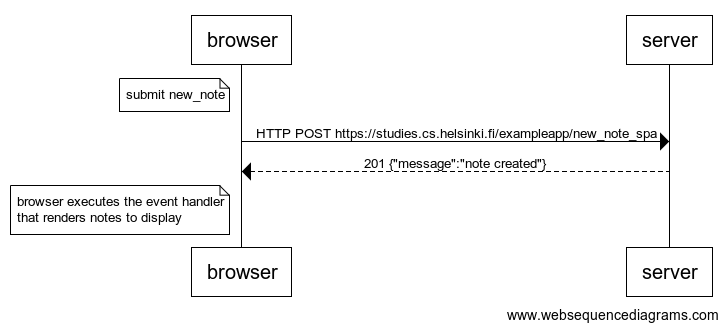 browser
server
submit new_note
HTTP POST https://studies.cs.helsinki.fi/exampleapp/new_note_spa
201 {"message":"note created"}
browser executes the event handler
that renders notes to display
browser
server
www.websequencediagrams.com